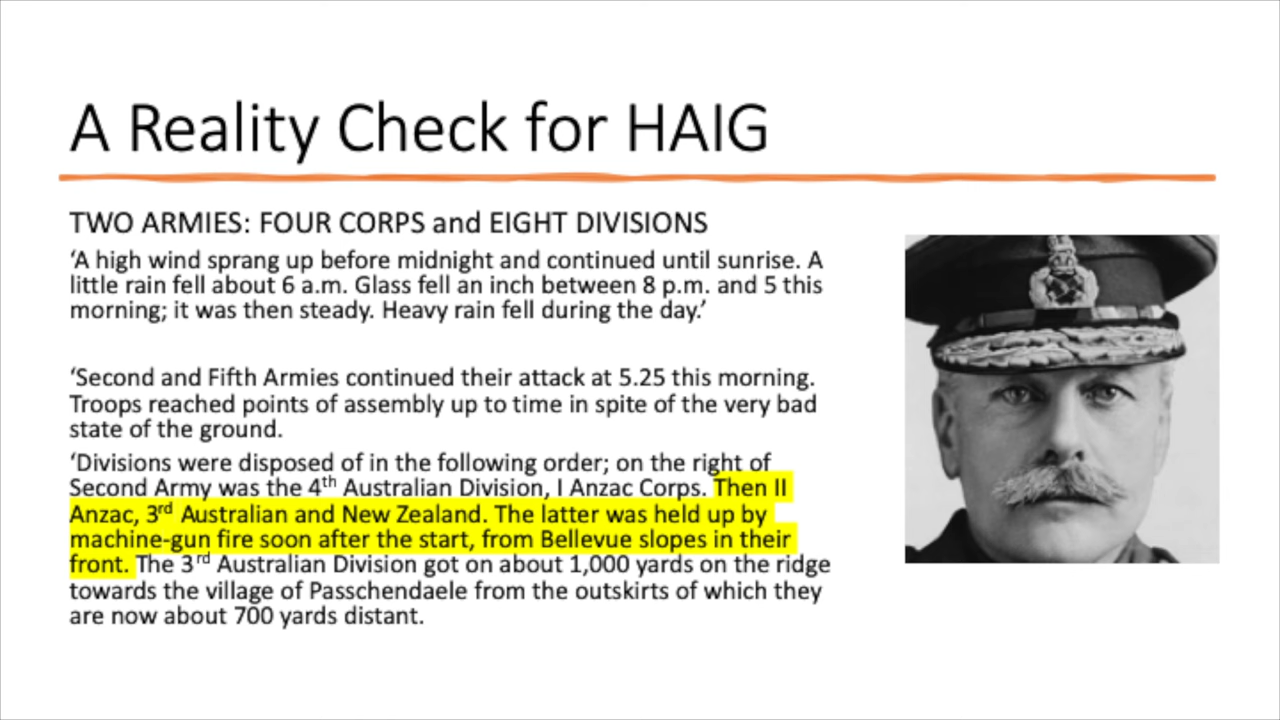 A Reality Check for HAIG
TWO ARMIES: FOUR CORPS and EIGHT DIVISIONS
‘A high wind sprang up before midnight and continued until sunrise. A
little rain fell about 6 a.m. Glass fell an inch between 8 p.m. and 5 this
morning; it was then steady. Heavy rain fell during the day.’
‘Second and Fifth Armies continued their attack at 5.25 this morning.
Troops reached points of assembly up to time in spite of the very bad
state of the ground.
‘Divisions were disposed of in the following order; on the right of
Second Army was the 4th Australian Division, I Anzac Corps. Then II
Anzac, 3rd Australian and New Zealand. The latter was held up by
machine-gun fire soon after the start, from Bellevue slopes in their
front. The 3rd Australian Division got on about 1,000 yards on the ridge
towards the village of Passchendaele from the outskirts of which they
are now about 700 yards distant.